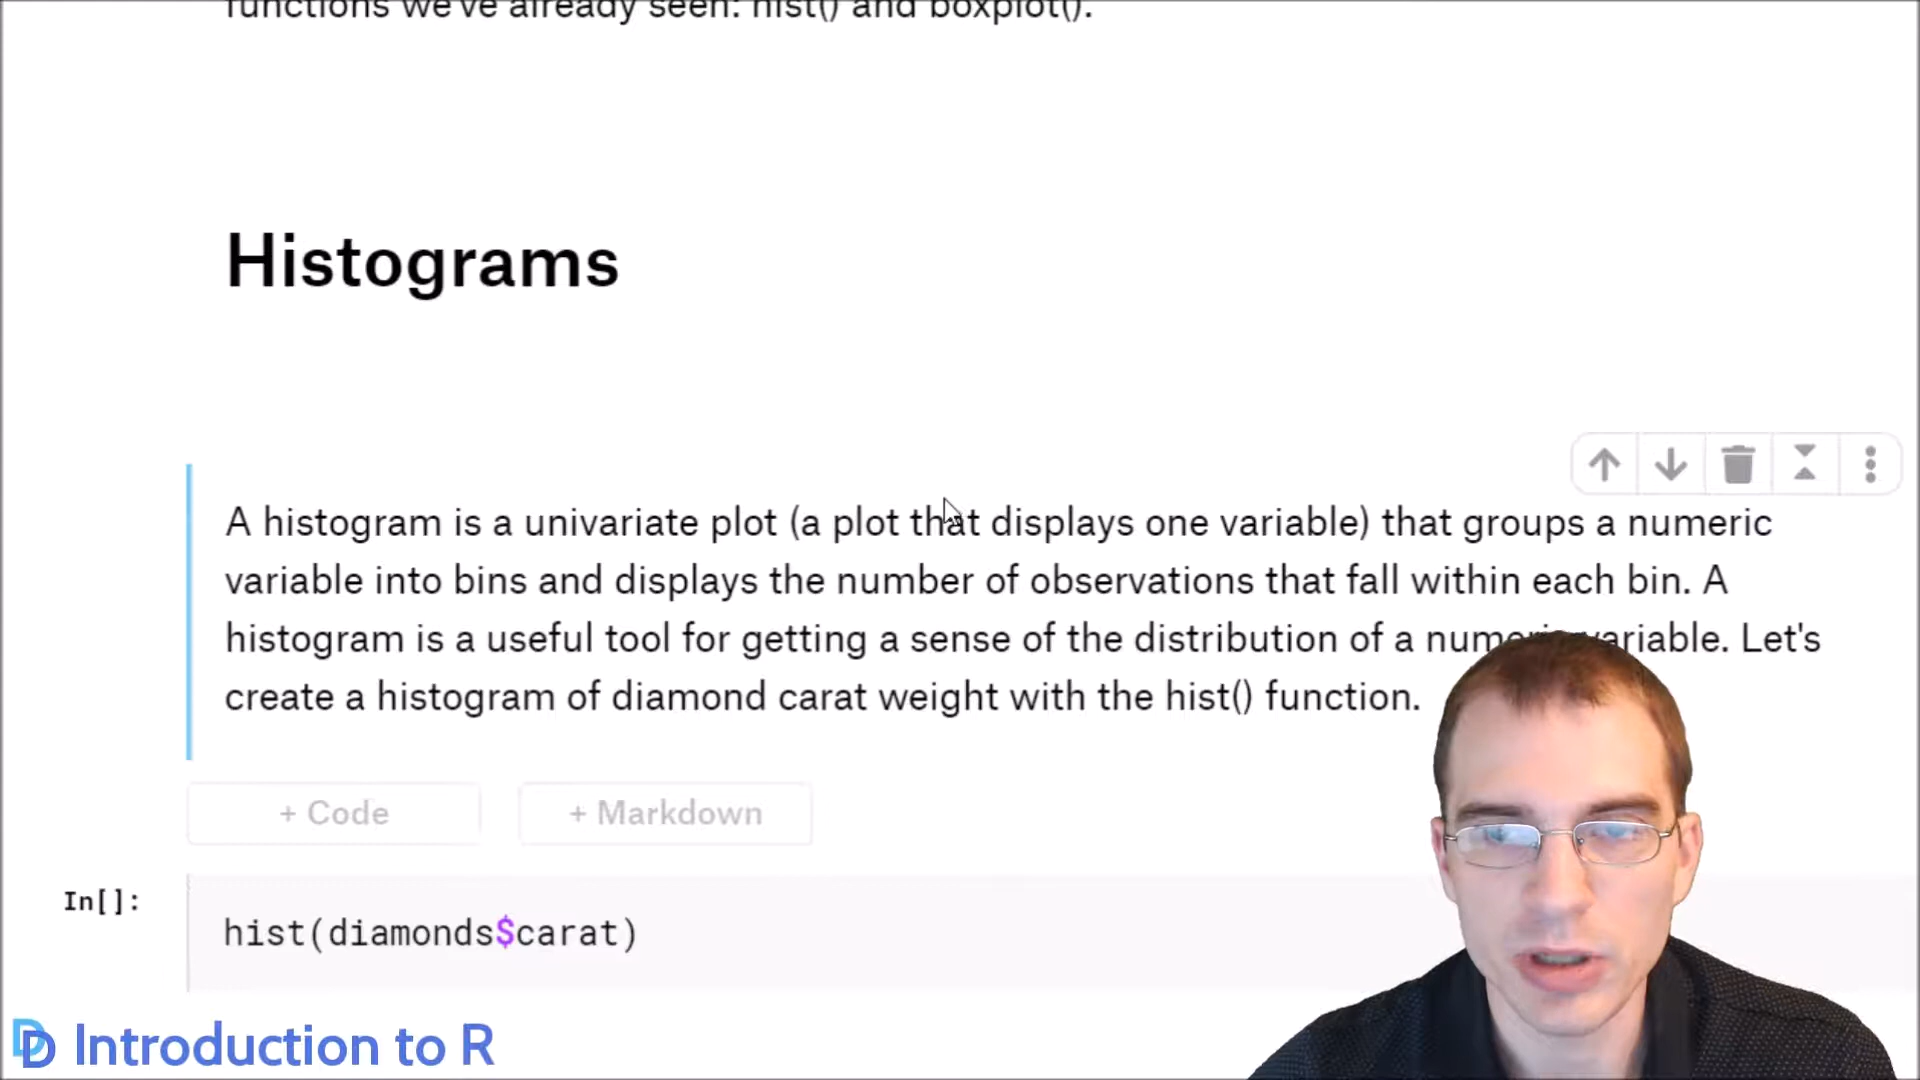 functions we've already seen: hist() and boxplot().
Histograms
A histogram is a univariate plot (a plot that displays one variable) that groups a numeric
variable into bins and displays the number of observations that fall within each bin. A
histogram is a useful tool for getting a sense of the distribution of a numeric variable. Let's
create a histogram of diamond carat weight with the hist() function.
+ Code + Markdown
In[]:
hist(diamonds$carat)
Introduction to R